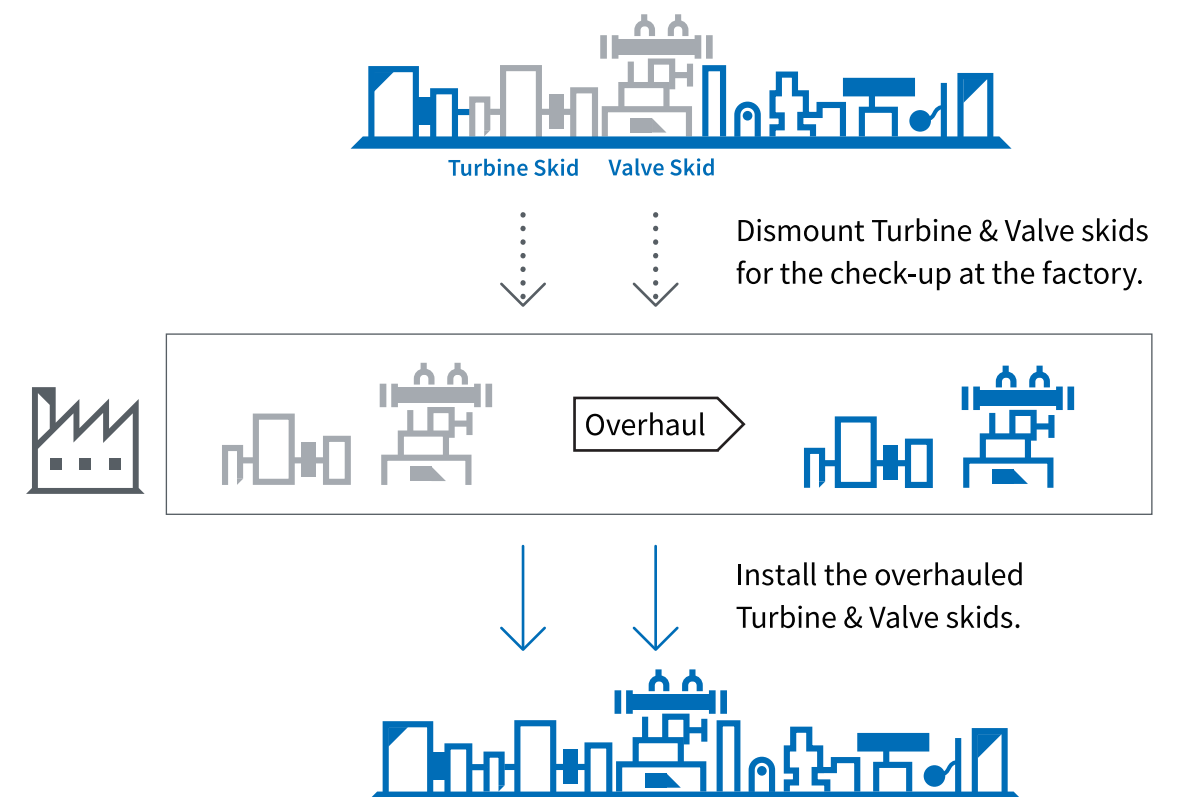 Turbine Skid Valve Skid
Dismount Turbine & Valve skids
for the check-up at the factory.
Overhaul
Install the overhauled
Turbine & Valve skids.